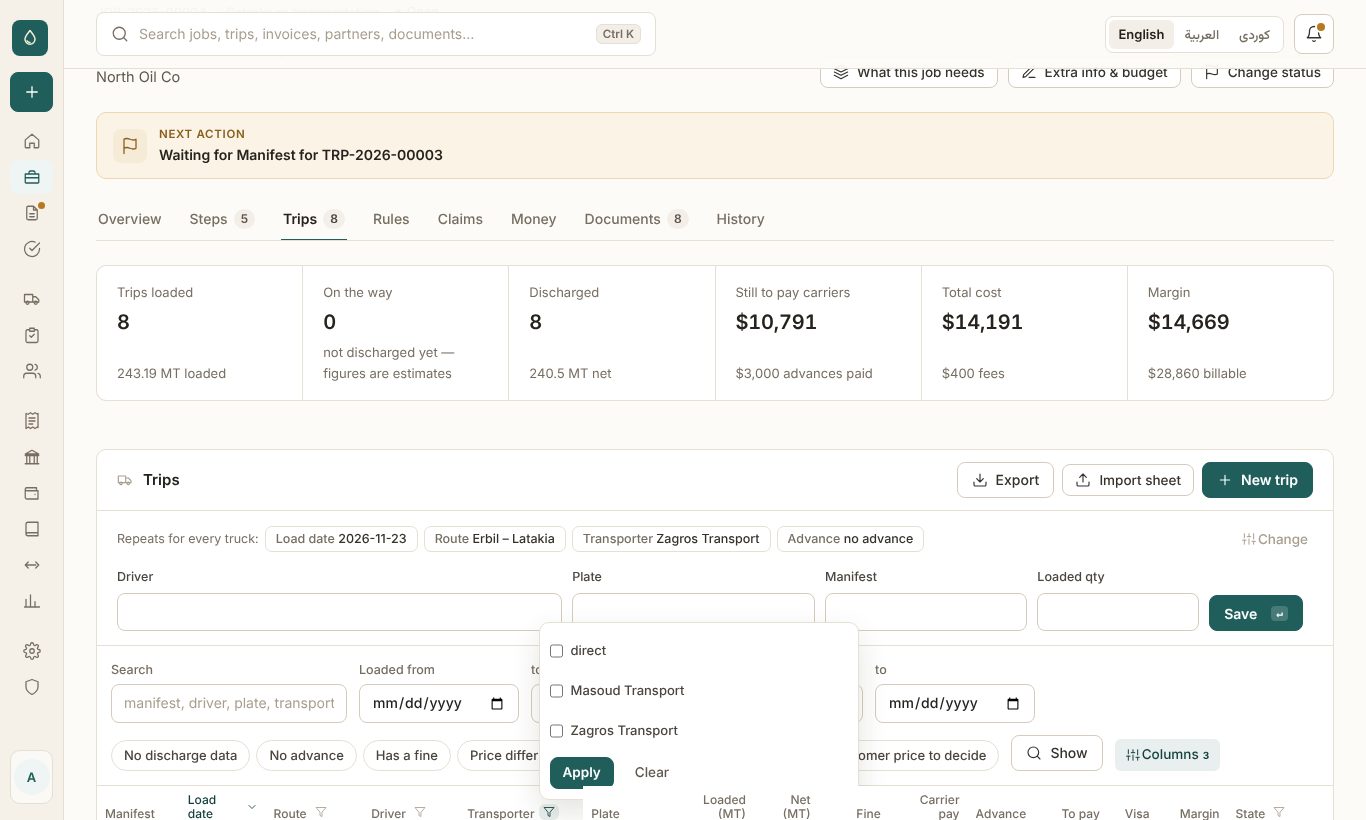 Search jobs, trips, invoices, partners, documents...
Ctrl K
English
العربية
کوردی
North Oil Co
What this job needs
Extra info & budget
Change status
NEXT ACTION
Waiting for Manifest for TRP-2026-00003
Overview
Steps 5
Trips 8
Rules
Claims
Money
Documents 8
History
Trips loaded
8
243.19 MT loaded
On the way
0
not discharged yet —
figures are estimates
Discharged
8
240.5 MT net
Still to pay carriers
$10,791
$3,000 advances paid
Total cost
$14,191
$400 fees
Margin
$14,669
$28,860 billable
Trips
Export
Import sheet
New trip
Repeats for every truck:
Load date 2026-11-23
Route Erbil – Latakia
Transporter Zagros Transport
Advance no advance
Change
Driver
Plate
Manifest
Loaded qty
Save
direct
Masoud Transport
Zagros Transport
Apply
Clear
Search
manifest, driver, plate, transport
Loaded from
mm/dd/yyyy
to
mm/dd/yyyy
No discharge data
No advance
Has a fine
Price differ
omer price to decide
Show
Columns 3
Manifest
Load
date
Route
Driver
Transporter
Plate
Loaded
(MT)
Net
(MT)
Fine
Carrier
pay
Advance
To pay
Visa
Margin
State
A